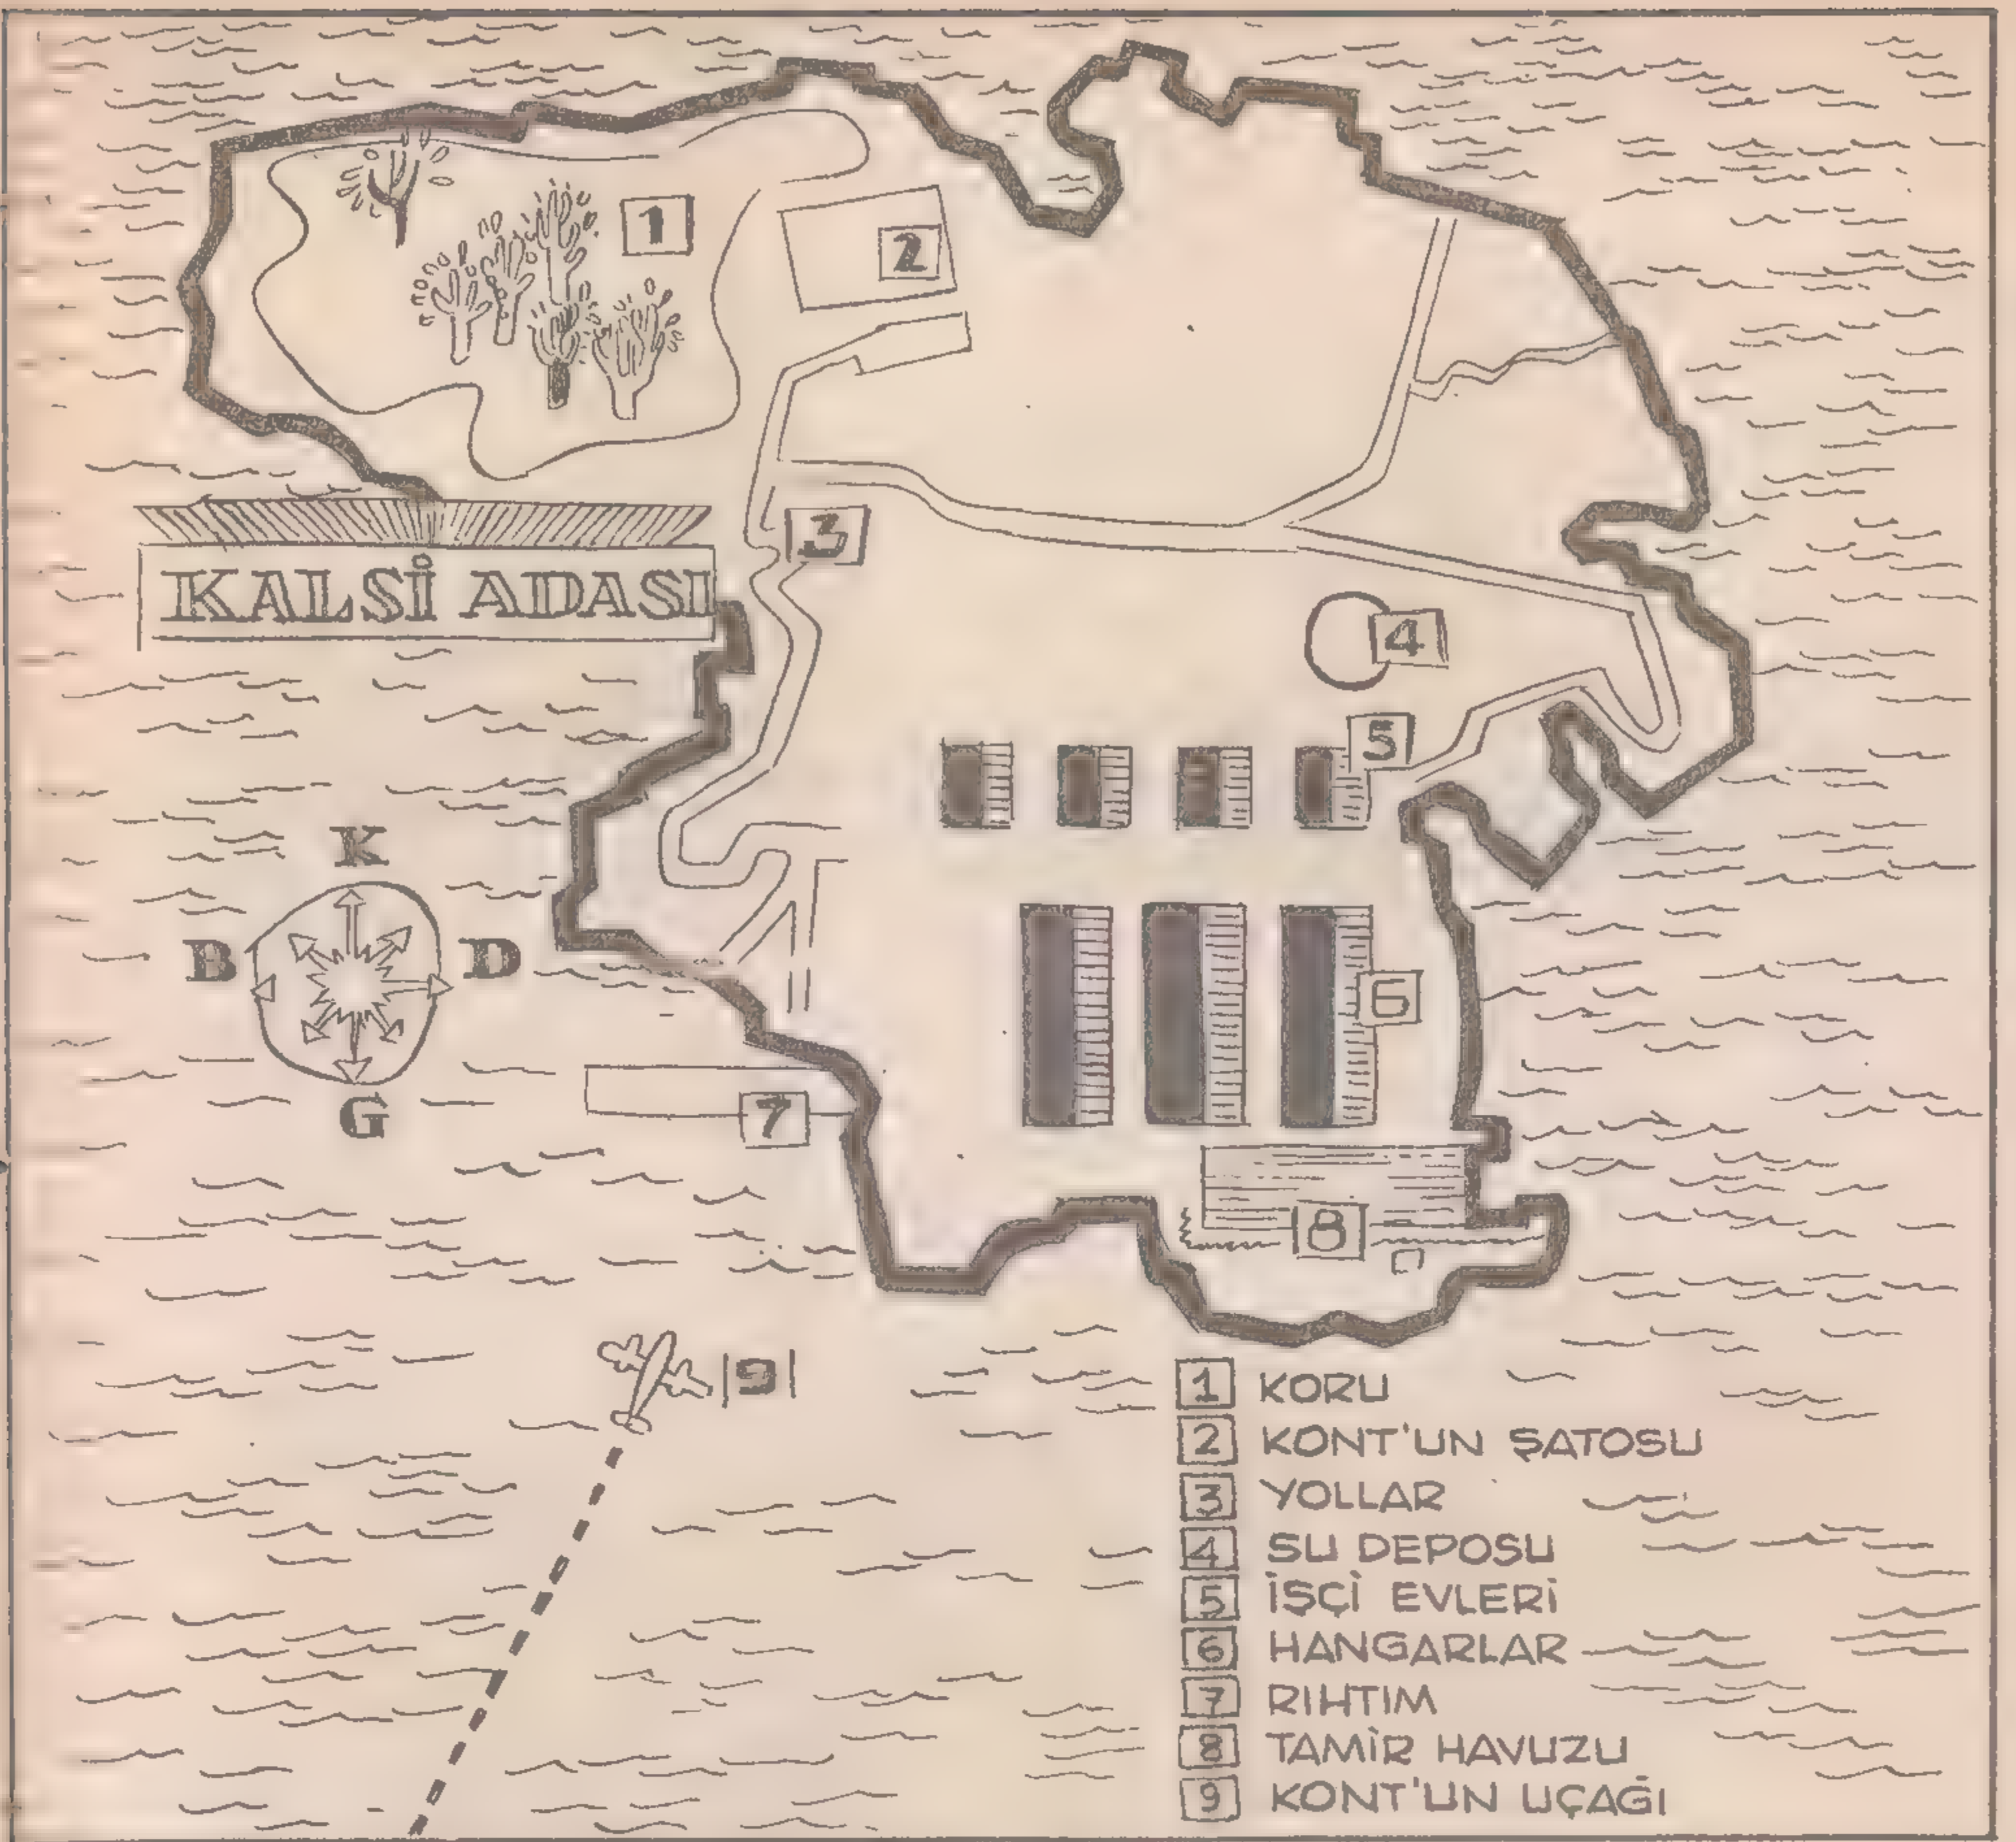 1
2
3
KALSİ ADASI
4
5
K
B
D
6
G
7
8
9
1 KORU
2 KONT'UN ŞATOSU
3 YOLLAR
4 SU DEPOSU
5 İŞÇİ EVLERİ
6 HANGARLAR
7 RIHTIM
8 TAMİR HAVUZU
9 KONT'UN UÇAĞI